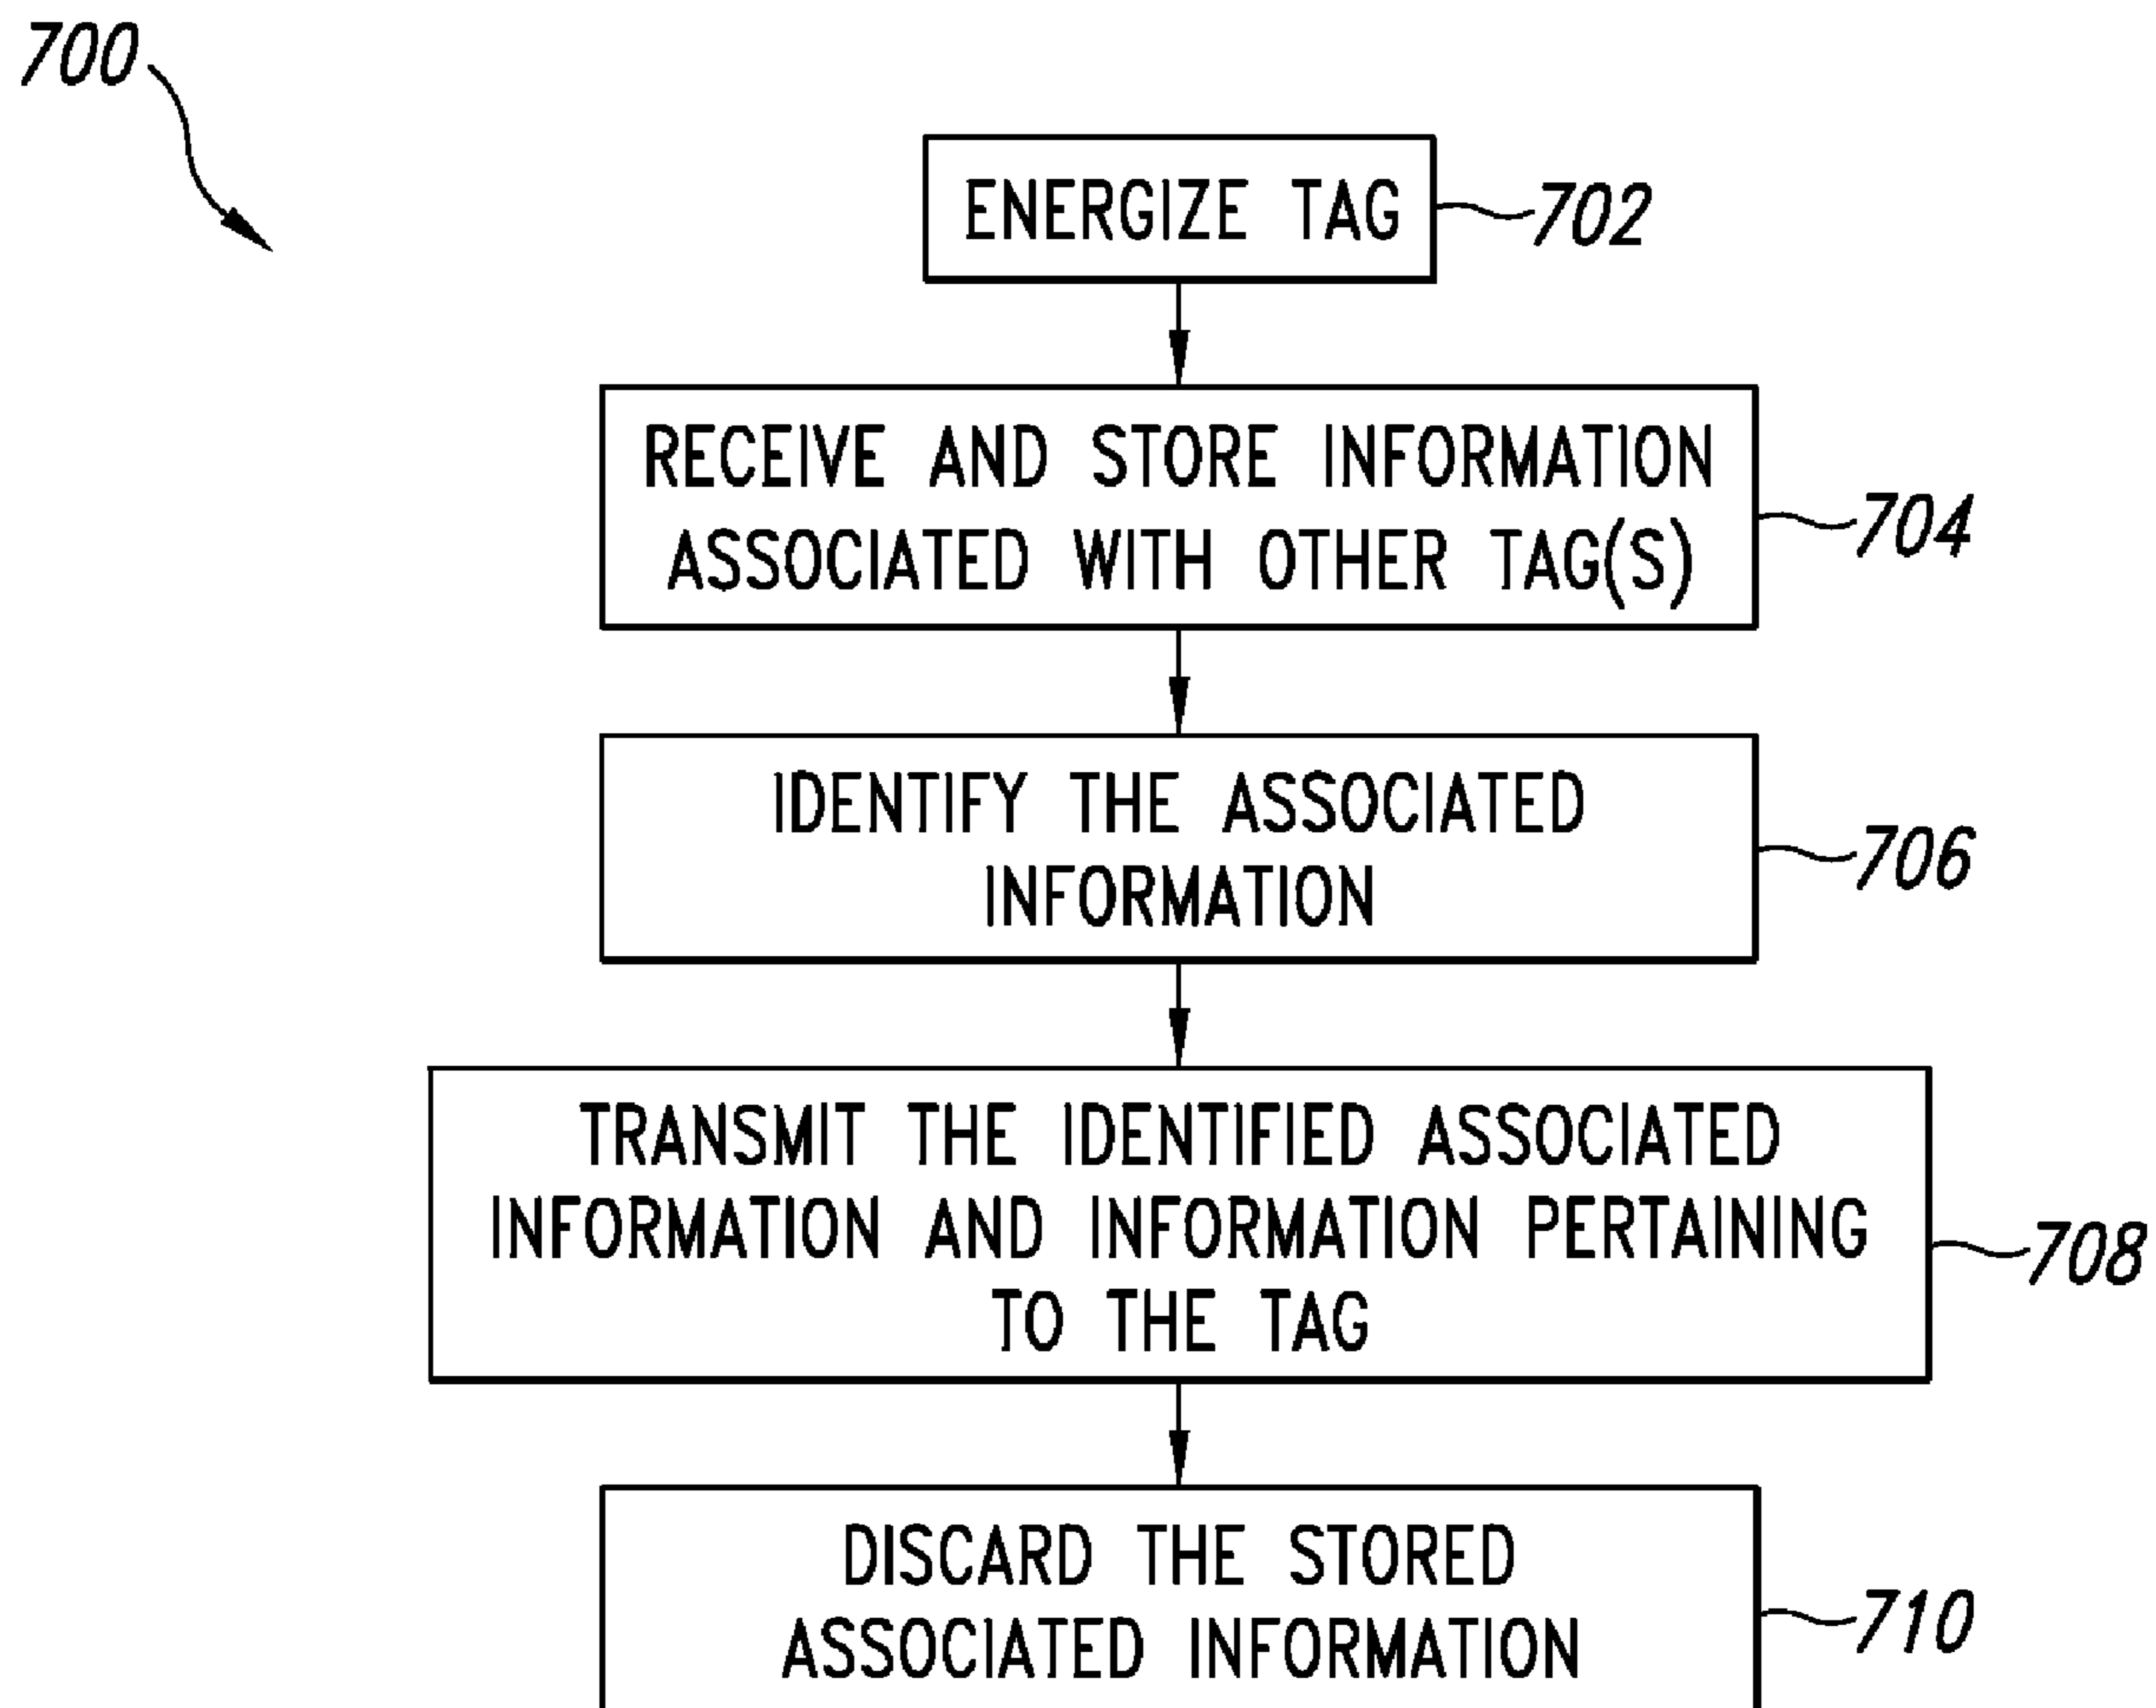 700
ENERGIZE TAG
702
RECEIVE AND STORE INFORMATION
ASSOCIATED WITH OTHER TAG(S)
704
IDENTIFY THE ASSOCIATED
INFORMATION
706
TRANSMIT THE IDENTIFIED ASSOCIATED
INFORMATION AND INFORMATION PERTAINING
TO THE TAG
708
DISCARD THE STORED
ASSOCIATED INFORMATION
710